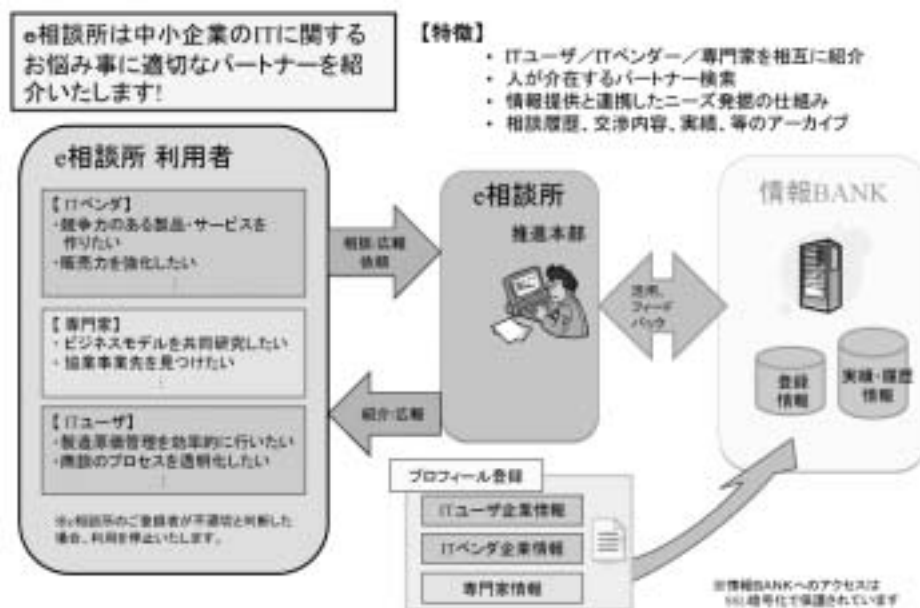 e相談所は中小企業のITに関する
お悩み事に適切なパートナーを紹
介いたします!
【特徴】
・ITユーザ／ITベンダー／専門家を相互に紹介
・人が介在するパートナー検索
・情報提供と連携したニーズ発掘の仕組み
・相談履歴、交渉内容、実績、等のアーカイブ
e相談所 利用者
【 ITベンダ】
・競争力のある製品・サービスを
作りたい
・販売力を強化したい
⋮
【 専門家】
・ビジネスモデルを共同研究したい
・協業事業先を見つけたい
⋮
【 ITユーザ】
・製造原価管理を効率的に行いたい
・商談のプロセスを透明化したい
⋮
※e相談所のご登録者が不適切と判断した
場合、利用を停止いたします。
相談/広報
依頼
紹介/広報
e相談所
推進本部
活用、
フィード
バック
情報BANK
登録
情報
実績・履歴
情報
プロフィール登録
ITユーザ企業情報
ITベンダ企業情報
専門家情報
※情報BANKへのアクセスは
SSL暗号化で保護されています